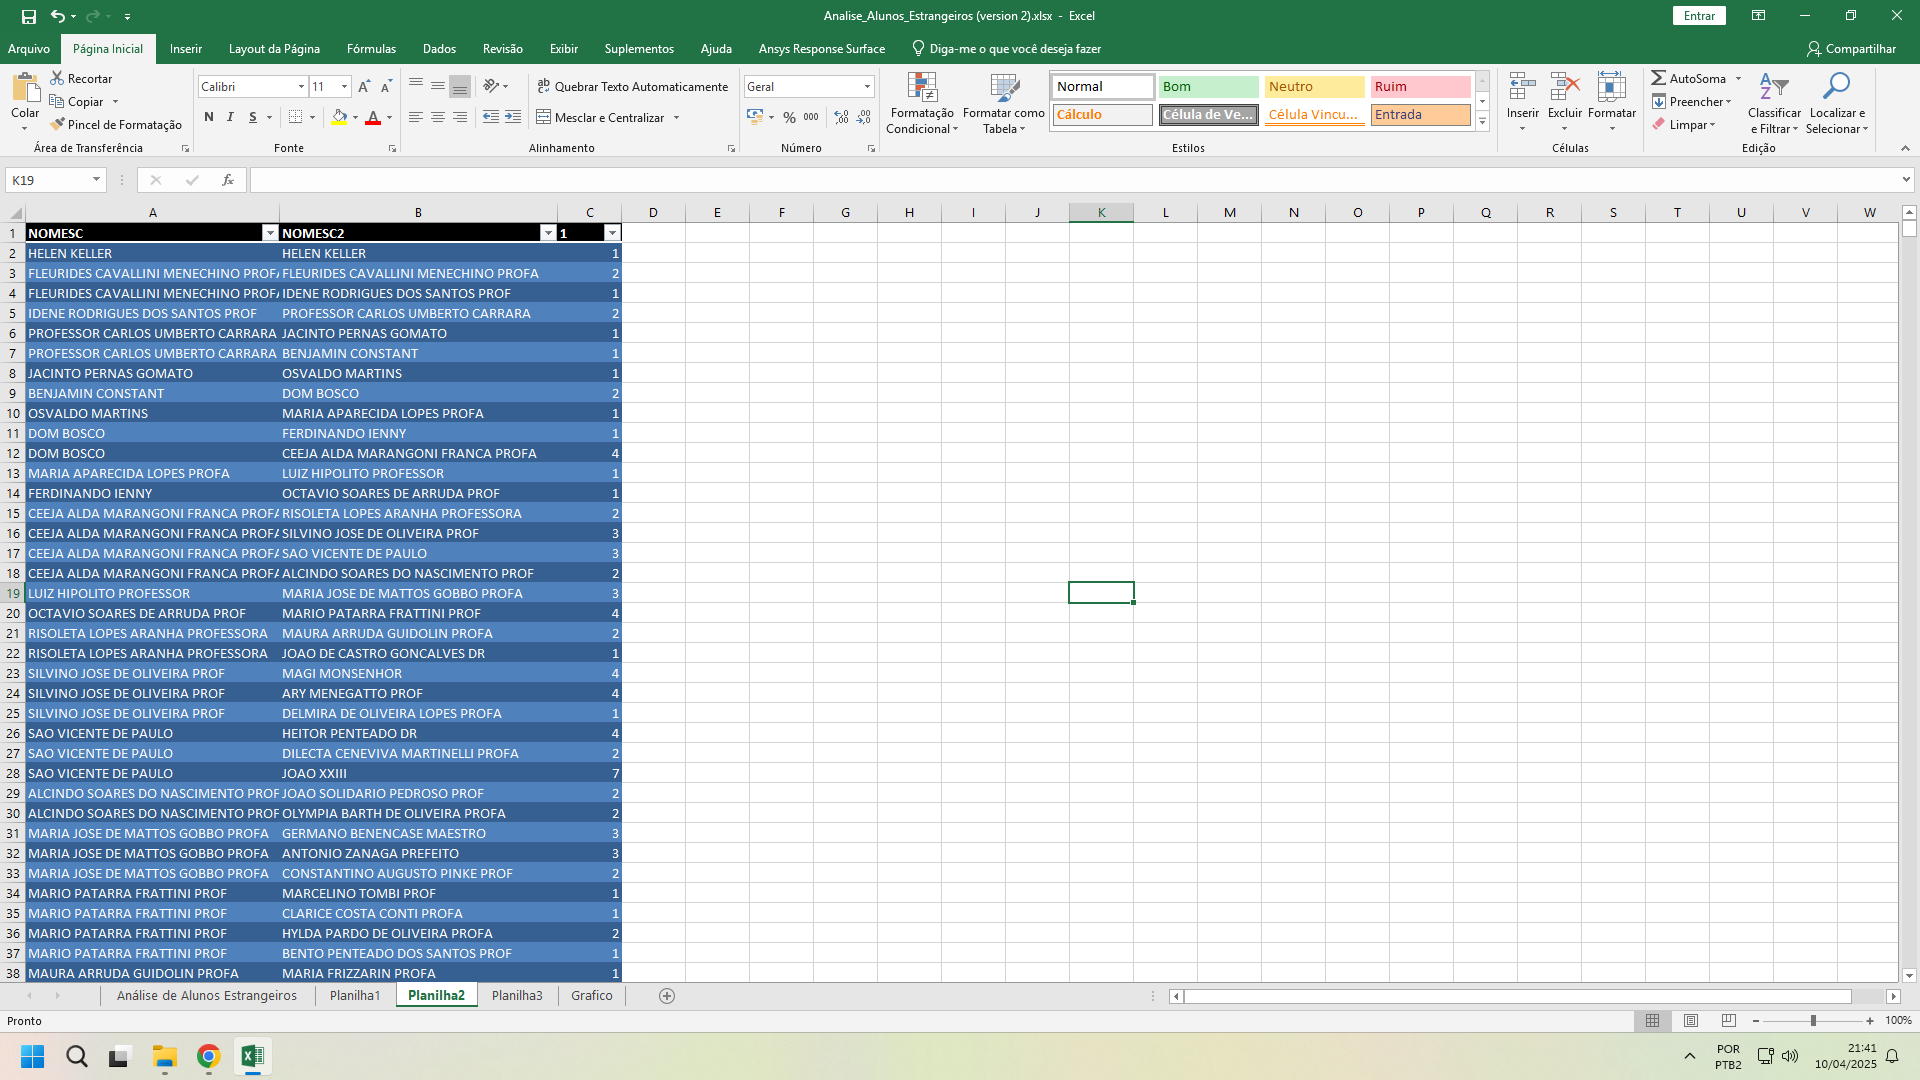 Analise_Alunos_Estrangeiros (version 2).xlsx - Excel
Entrar
Arquivo Página Inicial Inserir Layout da Página Fórmulas Dados Revisão Exibir Suplementos Ajuda Ansys Response Surface Diga-me o que você deseja fazer Compartilhar
Colar
Recortar
Copiar
Pincel de Formatação
Área de Transferência
Calibri 11
N I S
Fonte
Quebrar Texto Automaticamente
Mesclar e Centralizar
Alinhamento
Geral
% 000
Número
Formatação Condicional
Formatar como Tabela
Normal Bom Neutro Ruim
Cálculo Célula de Ve... Célula Vincu... Entrada
Estilos
Inserir Excluir Formatar
Células
AutoSoma
Preencher
Limpar
Classificar e Filtrar
Localizar e Selecionar
Edição
K19 fx
A B C D E F G H I J K L M N O P Q R S T U V W
1 NOMESC NOMESC2 1
2 HELEN KELLER HELEN KELLER 1
3 FLEURIDES CAVALLINI MENECHINO PROFA FLEURIDES CAVALLINI MENECHINO PROFA 2
4 FLEURIDES CAVALLINI MENECHINO PROFA IDENE RODRIGUES DOS SANTOS PROF 1
5 IDENE RODRIGUES DOS SANTOS PROF PROFESSOR CARLOS UMBERTO CARRARA 2
6 PROFESSOR CARLOS UMBERTO CARRARA JACINTO PERNAS GOMATO 1
7 PROFESSOR CARLOS UMBERTO CARRARA BENJAMIN CONSTANT 1
8 JACINTO PERNAS GOMATO OSVALDO MARTINS 1
9 BENJAMIN CONSTANT DOM BOSCO 2
10 OSVALDO MARTINS MARIA APARECIDA LOPES PROFA 1
11 DOM BOSCO FERDINANDO IENNY 1
12 DOM BOSCO CEEJA ALDA MARANGONI FRANCA PROFA 4
13 MARIA APARECIDA LOPES PROFA LUIZ HIPOLITO PROFESSOR 1
14 FERDINANDO IENNY OCTAVIO SOARES DE ARRUDA PROF 1
15 CEEJA ALDA MARANGONI FRANCA PROFA RISOLETA LOPES ARANHA PROFESSORA 2
16 CEEJA ALDA MARANGONI FRANCA PROFA SILVINO JOSE DE OLIVEIRA PROF 3
17 CEEJA ALDA MARANGONI FRANCA PROFA SAO VICENTE DE PAULO 3
18 CEEJA ALDA MARANGONI FRANCA PROFA ALCINDO SOARES DO NASCIMENTO PROF 2
19 LUIZ HIPOLITO PROFESSOR MARIA JOSE DE MATTOS GOBBO PROFA 3
20 OCTAVIO SOARES DE ARRUDA PROF MARIO PATARRA FRATTINI PROF 4
21 RISOLETA LOPES ARANHA PROFESSORA MAURA ARRUDA GUIDOLIN PROFA 2
22 RISOLETA LOPES ARANHA PROFESSORA JOAO DE CASTRO GONCALVES DR 1
23 SILVINO JOSE DE OLIVEIRA PROF MAGI MONSENHOR 4
24 SILVINO JOSE DE OLIVEIRA PROF ARY MENEGATTO PROF 4
25 SILVINO JOSE DE OLIVEIRA PROF DELMIRA DE OLIVEIRA LOPES PROFA 1
26 SAO VICENTE DE PAULO HEITOR PENTEADO DR 4
27 SAO VICENTE DE PAULO DILECTA CENEVIVA MARTINELLI PROFA 2
28 SAO VICENTE DE PAULO JOAO XXIII 7
29 ALCINDO SOARES DO NASCIMENTO PROF JOAO SOLIDARIO PEDROSO PROF 2
30 ALCINDO SOARES DO NASCIMENTO PROF OLYMPIA BARTH DE OLIVEIRA PROFA 2
31 MARIA JOSE DE MATTOS GOBBO PROFA GERMANO BENENCASE MAESTRO 3
32 MARIA JOSE DE MATTOS GOBBO PROFA ANTONIO ZANAGA PREFEITO 3
33 MARIA JOSE DE MATTOS GOBBO PROFA CONSTANTINO AUGUSTO PINKE PROF 2
34 MARIO PATARRA FRATTINI PROF MARCELINO TOMBI PROF 1
35 MARIO PATARRA FRATTINI PROF CLARICE COSTA CONTI PROFA 1
36 MARIO PATARRA FRATTINI PROF HYLDA PARDO DE OLIVEIRA PROFA 2
37 MARIO PATARRA FRATTINI PROF BENTO PENTEADO DOS SANTOS PROF 1
38 MAURA ARRUDA GUIDOLIN PROFA MARIA FRIZZARIN PROFA 1
Análise de Alunos Estrangeiros Planilha1 Planilha2 Planilha3 Grafico
Pronto 100%
POR
PTB2
21:41
10/04/2025